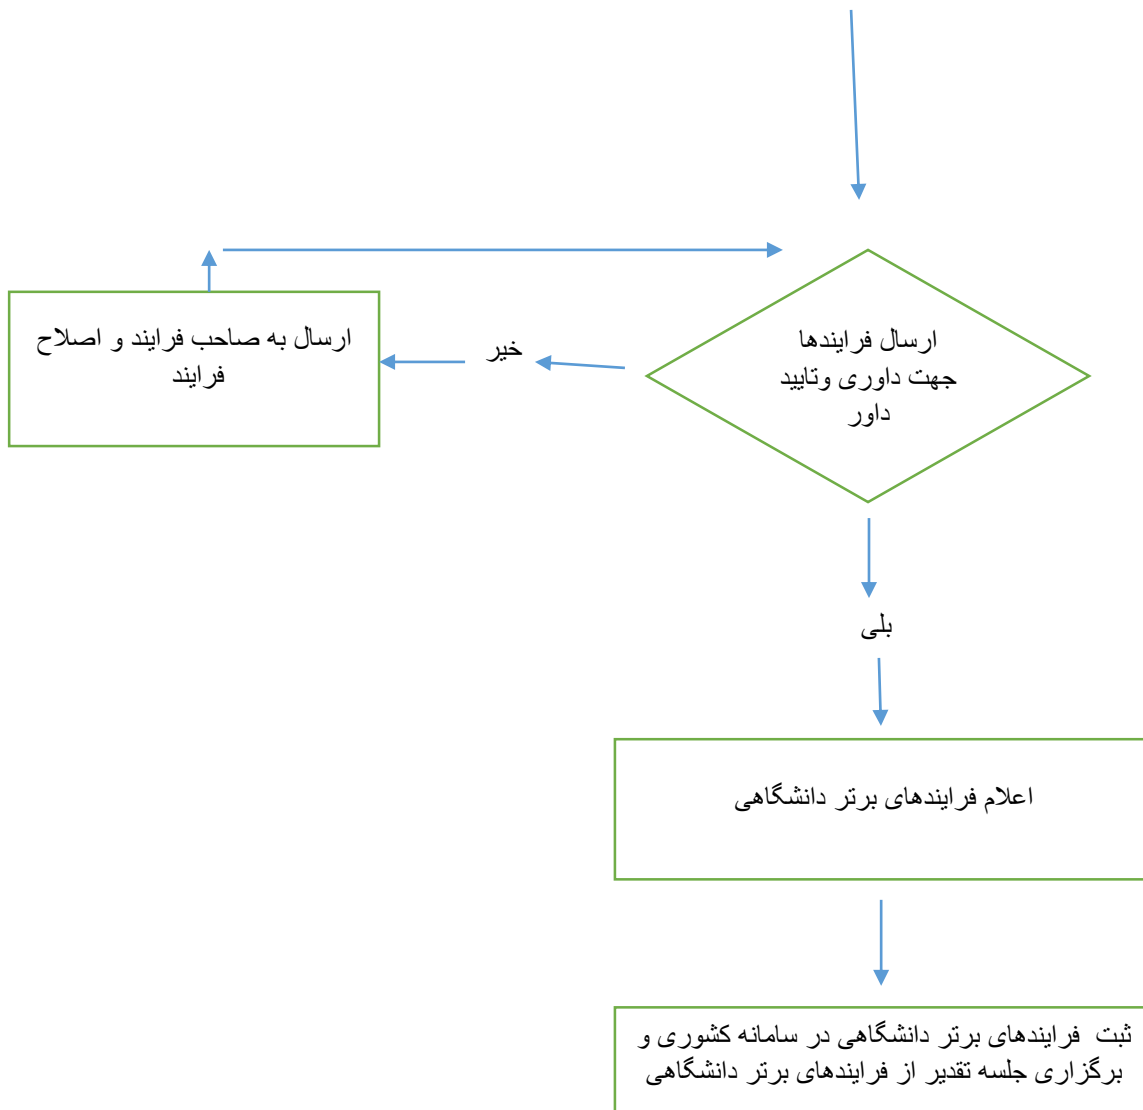 ارسال فرایندها
جهت داوری وتایید
داور
خیر
ارسال به صاحب فرایند و اصلاح
فرایند
بلی
اعلام فرایندهای برتر دانشگاهی
ثبت  فرایندهای برتر دانشگاهی در سامانه کشوری و
برگزاری جلسه تقدیر از فرایندهای برتر دانشگاهی